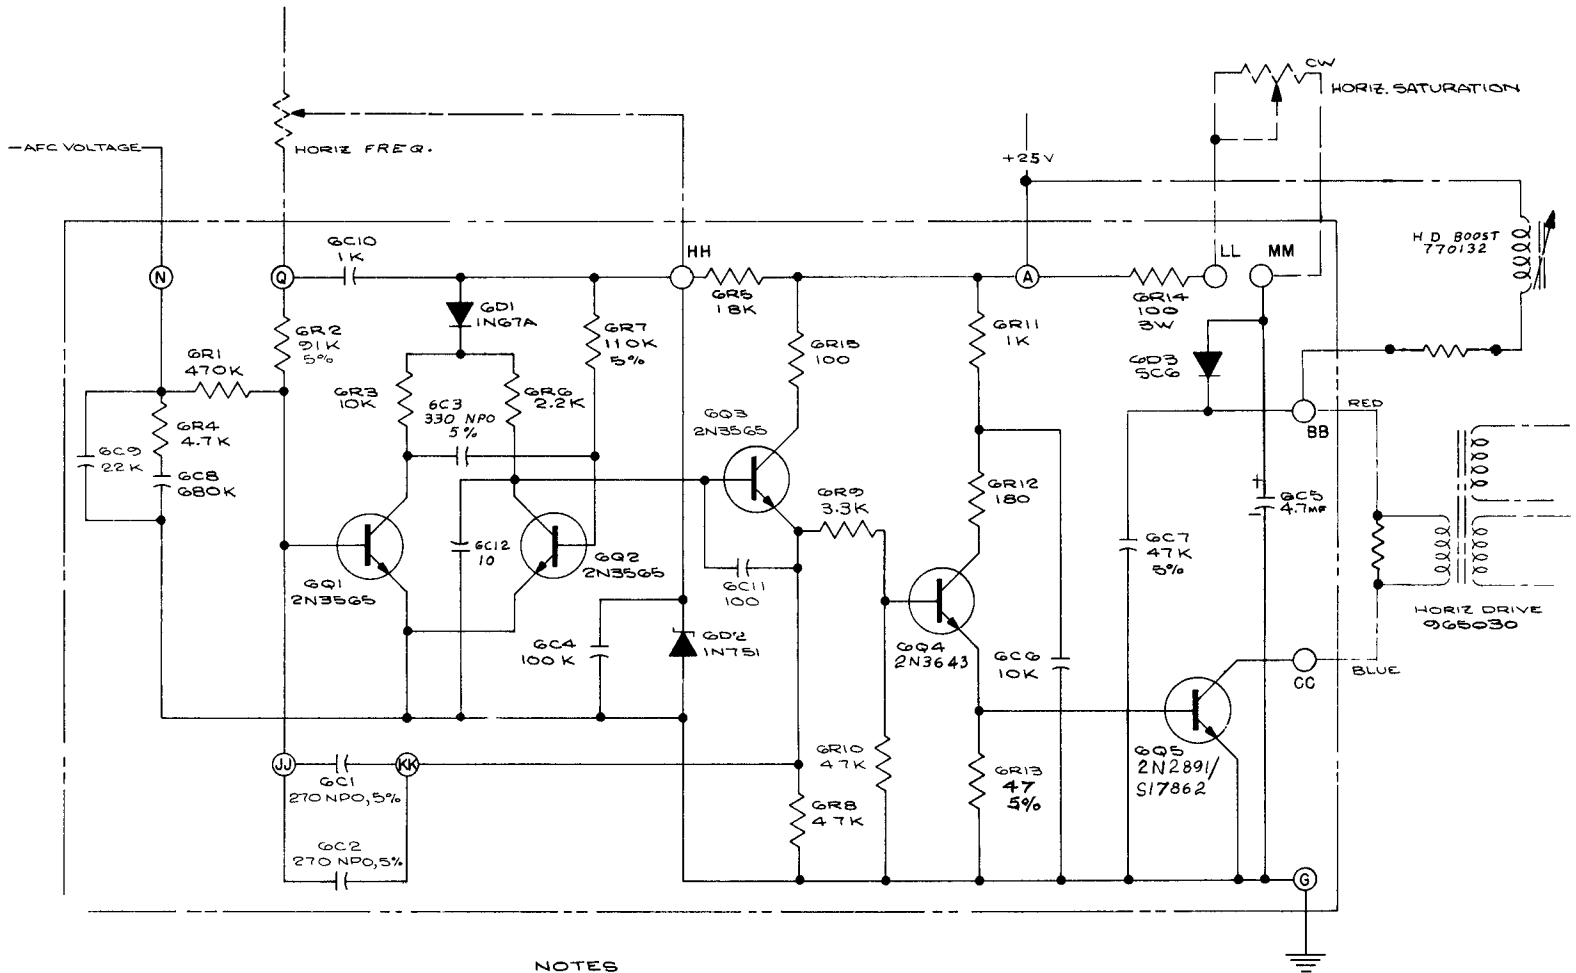 CW
HORIZ. SATURATION
AFC VOLTAGE
HORIZ FREQ.
+25V
H D BOOST
770132
N
Q
6C10
1K
HH
A
LL
MM
6R5
18K
6R14
100
3W
6D1
1N67A
6R2
91K
5%
6R7
110K
5%
6R11
1K
6R1
470K
6R15
100
6D3
SC6
6R3
10K
6R6
2.2K
6C3
330 NPO
5%
6Q3
2N3565
RED
BB
6R4
4.7K
6C9
22K
6C8
680K
6R9
3.3K
6R12
180
+
6C5
4.7MF
6C7
47K
5%
6C12
10
6Q2
2N3565
6Q1
2N3565
6C11
100
HORIZ DRIVE
965030
6C4
100K
6D2
1N751
6Q4
2N3643
6C6
10K
CC
BLUE
JJ
KK
6C1
270 NPO, 5%
6R10
47K
6R13
47
5%
6Q5
2N2891/
S17862
6R8
47K
6C2
270 NPO, 5%
G
NOTES